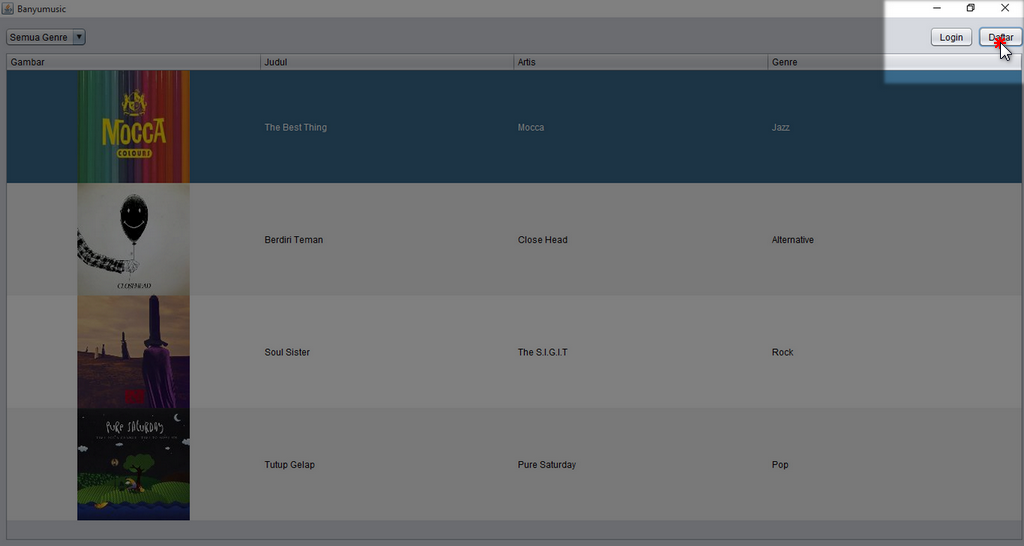 Banyumusic
Semua Genre
Login
Daftar
Gambar Judul Artis Genre
MOCCA
COLOURS
The Best Thing Mocca Jazz
CLOSEHEAD
Berdiri Teman Close Head Alternative
Soul Sister The S.I.G.I.T Rock
PURE SATURDAY
Tutup Gelap Pure Saturday Pop